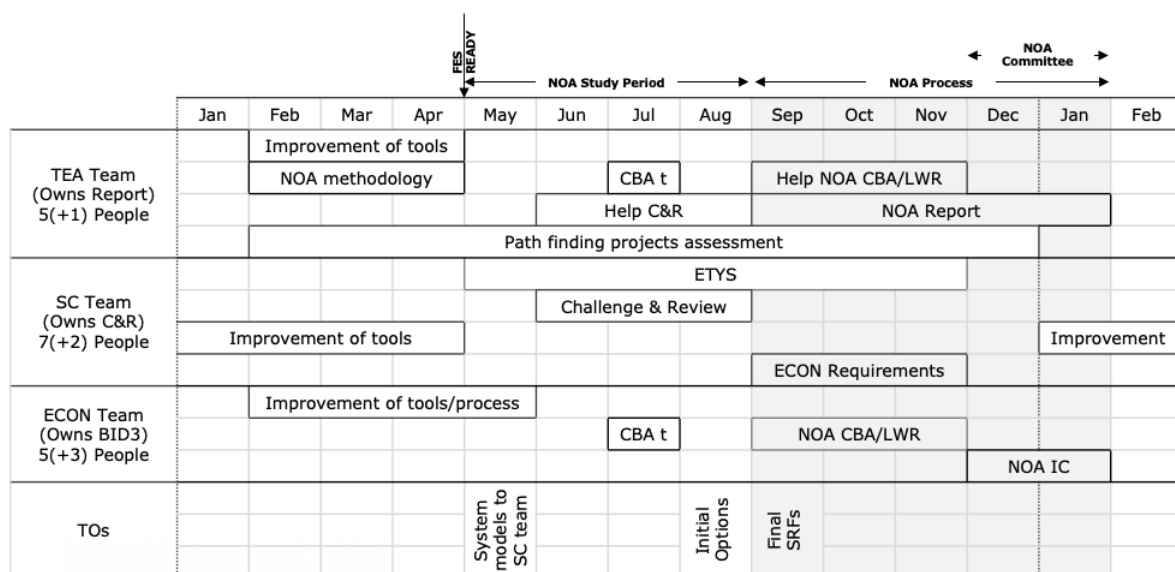 FES
READY
NOA Study Period
NOA Process
NOA
Committee
Jan Feb Mar Apr May Jun Jul Aug Sep Oct Nov Dec Jan Feb
TEA Team
(Owns Report)
5(+1) People
Improvement of tools
NOA methodology
CBA t
Help NOA CBA/LWR
Help C&R
NOA Report
Path finding projects assessment
SC Team
(Owns C&R)
7(+2) People
ETYS
Challenge & Review
Improvement of tools
Improvement
ECON Requirements
ECON Team
(Owns BID3)
5(+3) People
Improvement of tools/process
CBA t
NOA CBA/LWR
NOA IC
TOs
System
models to
SC team
Initial
Options
Final
SRFs